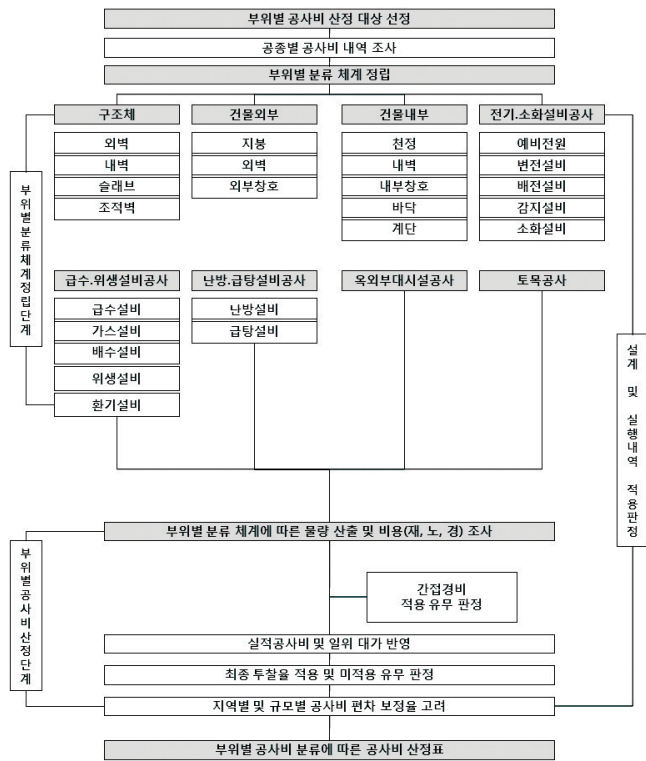 부위별 공사비 산정 대상 선정
공종별 공사비 내역 조사
부위별 분류 체계 정립
구조체
외벽
내벽
슬래브
조적벽
건물외부
지붕
외벽
외부창호
건물내부
천정
내벽
내부창호
바닥
계단
전기.소화설비공사
예비전원
변전설비
배전설비
감지설비
소화설비
부위별분류체계정립단계
급수.위생설비공사
급수설비
가스설비
배수설비
위생설비
환기설비
난방.급탕설비공사
난방설비
급탕설비
옥외부대시설공사
토목공사
설계 및 실행내역 적용판정
부위별 분류 체계에 따른 물량 산출 및 비용(재, 노, 경) 조사
부위별공사비산정단계
간접경비
적용 유무 판정
실적공사비 및 일위 대가 반영
최종 투찰율 적용 및 미적용 유무 판정
지역별 및 규모별 공사비 편차 보정율 고려
부위별 공사비 분류에 따른 공사비 산정표